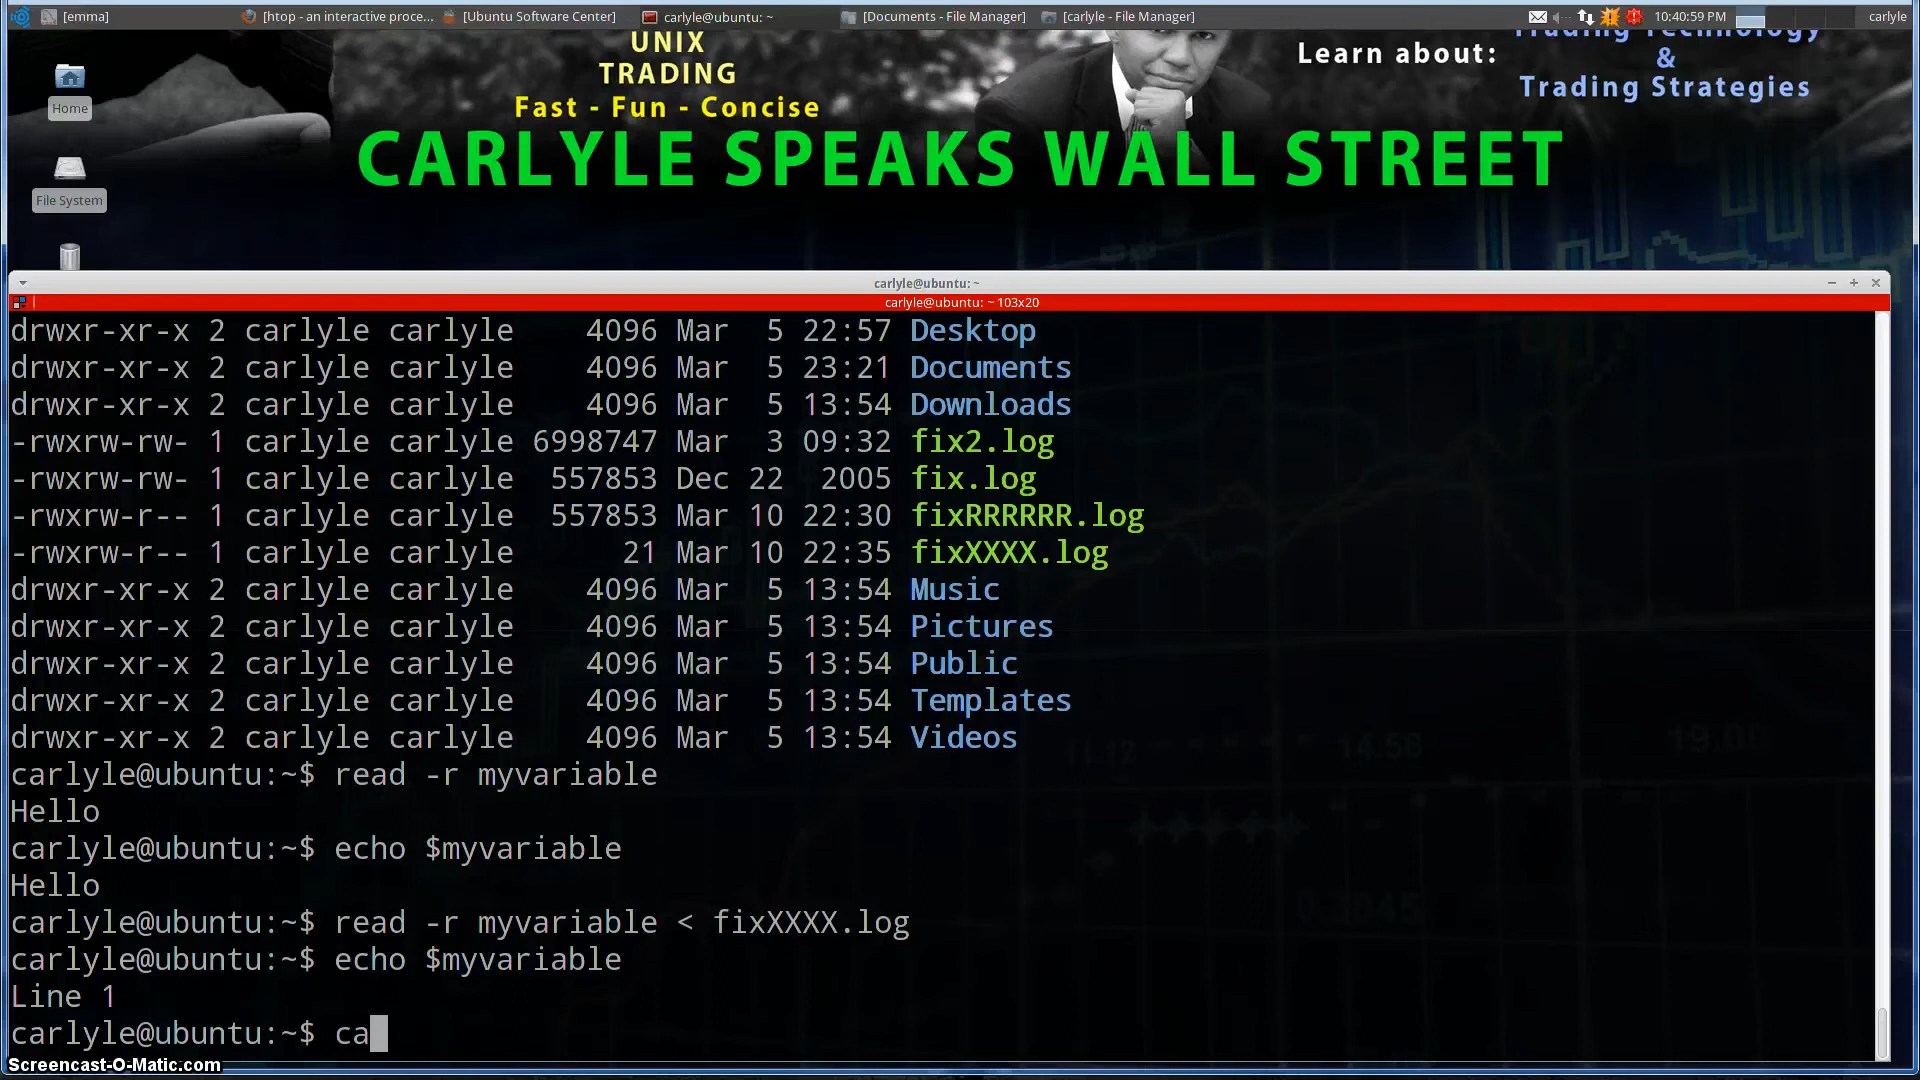 [emma] [htop - an interactive proce... [Ubuntu Software Center] carlyle@ubuntu: ~ [Documents - File Manager] [carlyle - File Manager] 10:40:59 PM carlyle
UNIX
TRADING
Fast - Fun - Concise
Learn about:
Trading Technology
&
Trading Strategies
CARLYLE SPEAKS WALL STREET
Home
File System
carlyle@ubuntu: ~
carlyle@ubuntu: ~ 103x20
drwxr-xr-x 2 carlyle carlyle    4096 Mar  5 22:57 Desktop
drwxr-xr-x 2 carlyle carlyle    4096 Mar  5 23:21 Documents
drwxr-xr-x 2 carlyle carlyle    4096 Mar  5 13:54 Downloads
-rwxrw-rw- 1 carlyle carlyle 6998747 Mar  3 09:32 fix2.log
-rwxrw-rw- 1 carlyle carlyle  557853 Dec 22  2005 fix.log
-rwxrw-r-- 1 carlyle carlyle  557853 Mar 10 22:30 fixRRRRRR.log
-rwxrw-r-- 1 carlyle carlyle      21 Mar 10 22:35 fixXXXX.log
drwxr-xr-x 2 carlyle carlyle    4096 Mar  5 13:54 Music
drwxr-xr-x 2 carlyle carlyle    4096 Mar  5 13:54 Pictures
drwxr-xr-x 2 carlyle carlyle    4096 Mar  5 13:54 Public
drwxr-xr-x 2 carlyle carlyle    4096 Mar  5 13:54 Templates
drwxr-xr-x 2 carlyle carlyle    4096 Mar  5 13:54 Videos
carlyle@ubuntu:~$ read -r myvariable
Hello
carlyle@ubuntu:~$ echo $myvariable
Hello
carlyle@ubuntu:~$ read -r myvariable < fixXXXX.log
carlyle@ubuntu:~$ echo $myvariable
Line 1
carlyle@ubuntu:~$ ca
Screencast-O-Matic.com